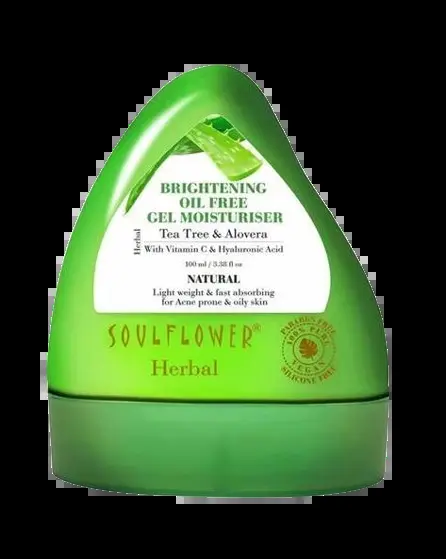 BRIGHTENING
OIL FREE
GEL MOISTURISER
Tea Tree & Alovera
Herbal
With Vitamin C & Hyaluronic Acid
100 ml / 3.38 fl oz
NATURAL
Light weight & fast absorbing
for Acne prone & oily skin
SOULFLOWER®
Herbal
PARABEN FREE
100% PURE
VEGAN
SILICONE FREE